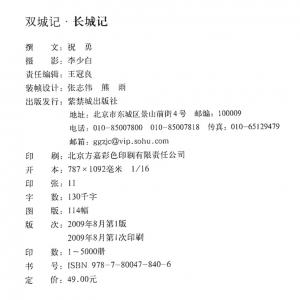 双城记·长城记
撰 文：祝 勇
摄 影：李少白
责任编辑：王冠良
装帧设计：张志伟 熊 雨
出版发行：紫禁城出版社
地址：北京市东城区景山前街4号 邮编：100009
电话：010-85007800 010-85007818 传真：010-65129479
邮箱：ggzjc@vip.sohu.com
印 刷：北京方嘉彩色印刷有限责任公司
开 本：787×1092毫米 1/16
印 张：11
字 数：130千字
图 版：114幅
版 次：2009年8月第1版
2009年8月第1次印刷
印 数：1~5000册
书 号：ISBN 978-7-80047-840-6
定 价：49.00元